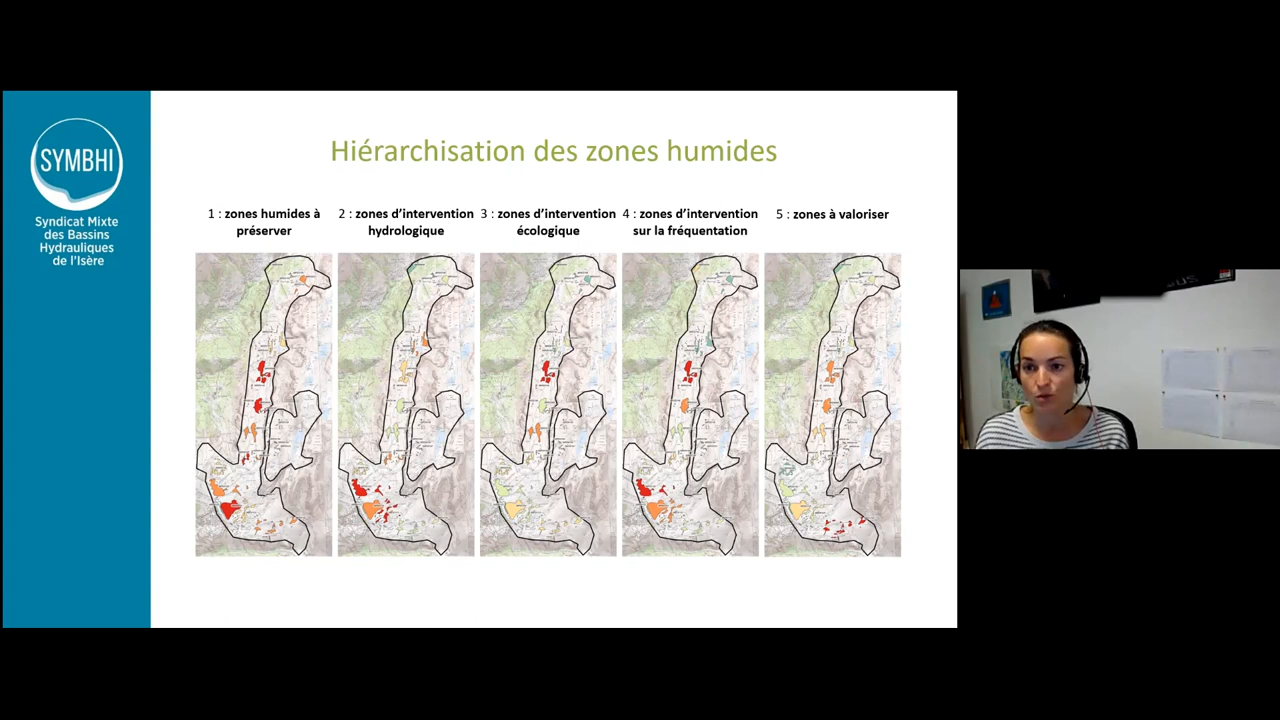 SYMBHI
Syndicat Mixte
des Bassins
Hydrauliques
de l'Isère
Hiérarchisation des zones humides
1 : zones humides à
préserver
2 : zones d'intervention
hydrologique
3 : zones d'intervention
écologique
4 : zones d'intervention
sur la fréquentation
5 : zones à valoriser